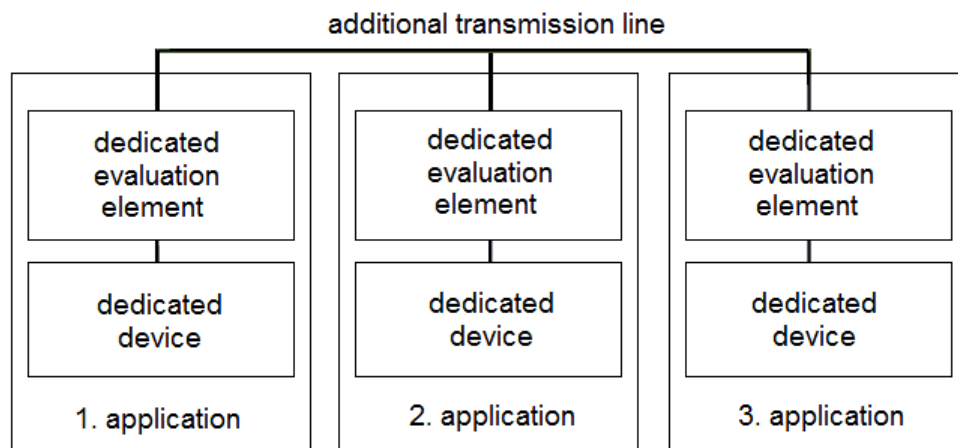 additional transmission line
dedicated
evaluation
element
dedicated
device
1. application
dedicated
evaluation
element
dedicated
device
2. application
dedicated
evaluation
element
dedicated
device
3. application